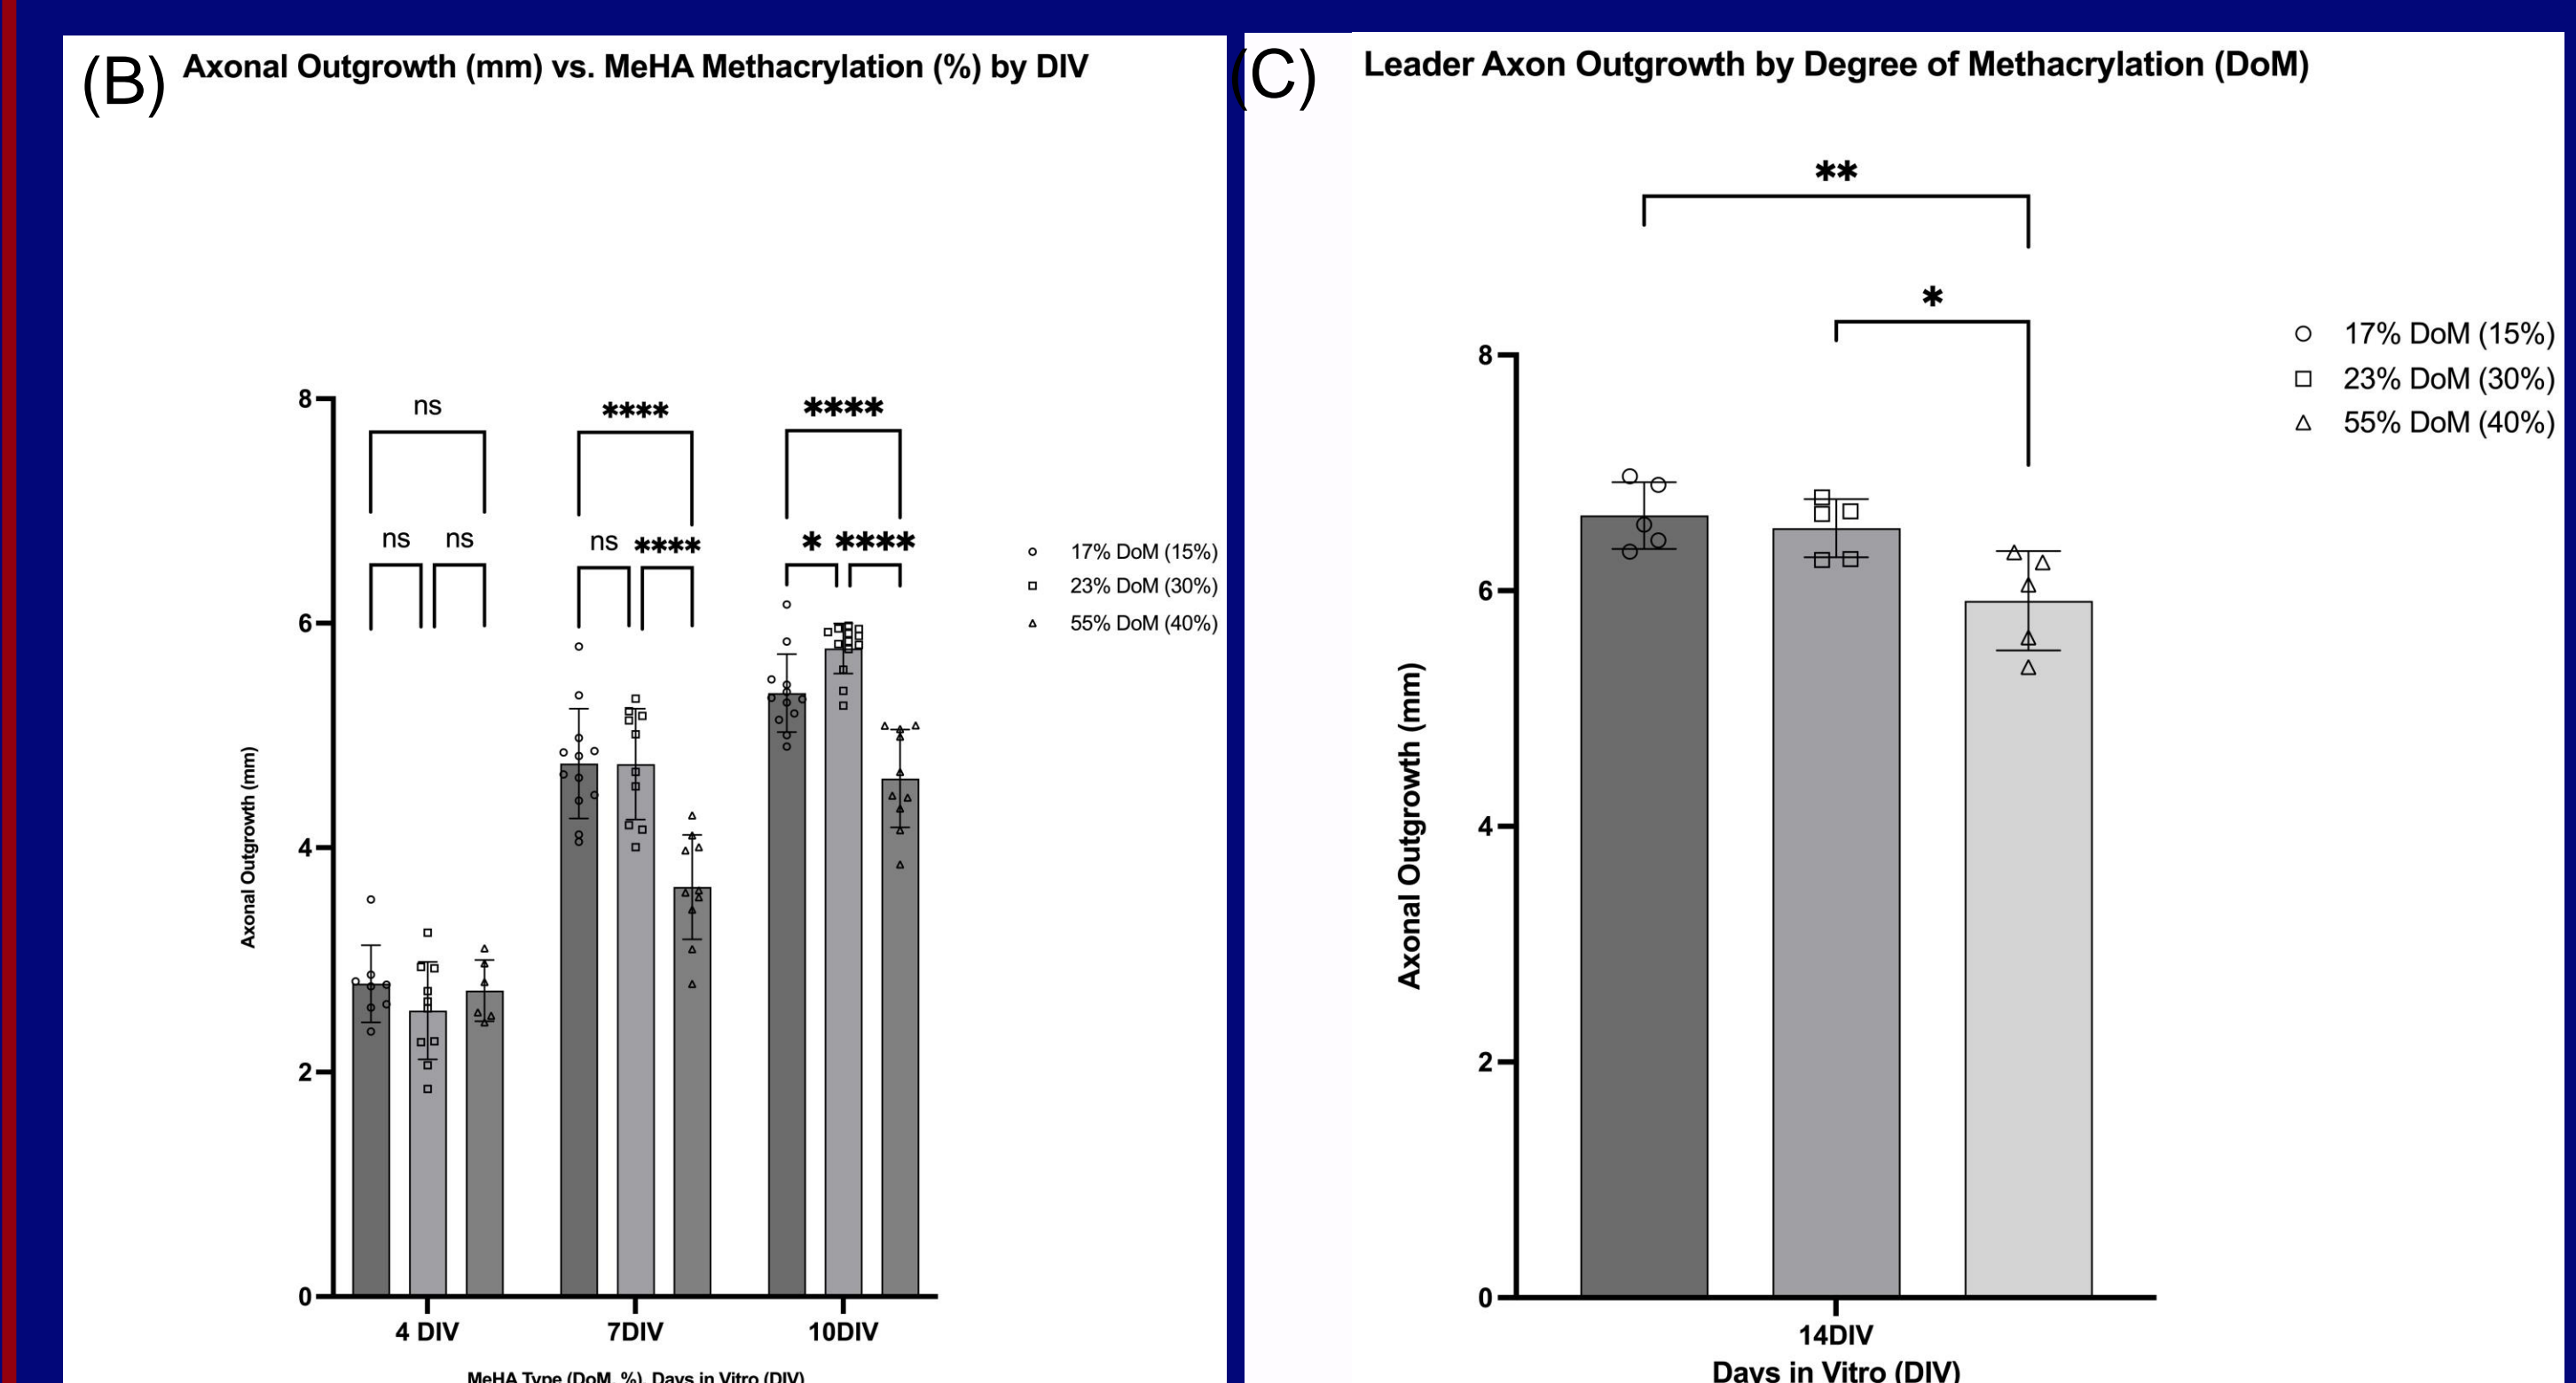 (B) Axonal Outgrowth (mm) vs. MeHA Methacrylation (%) by DIV
8
6
4
2
0
Axonal Outgrowth (mm)
ns
ns ns
****
ns ****
****
* ****
17% DoM (15%)
23% DoM (30%)
55% DoM (40%)
4 DIV 7DIV 10DIV
MeHA Type (DoM, %), Days in Vitro (DIV)
(C) Leader Axon Outgrowth by Degree of Methacrylation (DoM)
**
*
8
6
4
2
0
Axonal Outgrowth (mm)
17% DoM (15%)
23% DoM (30%)
55% DoM (40%)
14DIV
Days in Vitro (DIV)